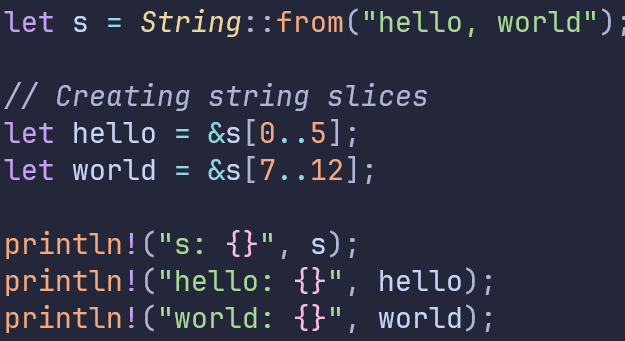 let s = String::from("hello, world");
// Creating string slices
let hello = &s[0..5];
let world = &s[7..12];
println!("s: {}", s);
println!("hello: {}", hello);
println!("world: {}", world);